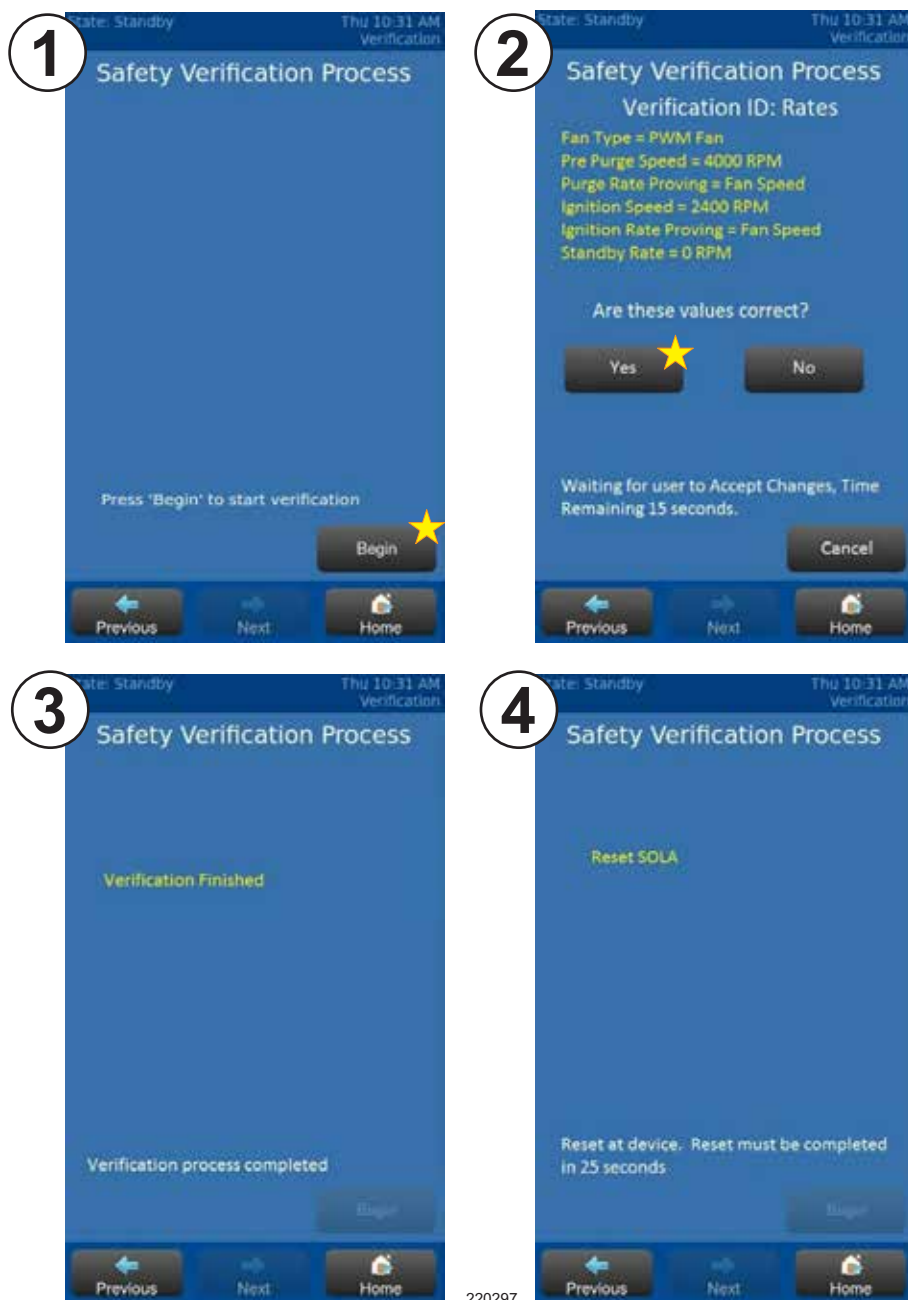 1
State: Standby
Thu 10:31 AM
Verification
Safety Verification Process
Press 'Begin' to start verification
Begin
Previous
Next
Home
2
State: Standby
Thu 10:31 AM
Verification
Safety Verification Process
Verification ID: Rates
Fan Type = PWM Fan
Pre Purge Speed = 4000 RPM
Purge Rate Proving = Fan Speed
Ignition Speed = 2400 RPM
Ignition Rate Proving = Fan Speed
Standby Rate = 0 RPM
Are these values correct?
Yes
No
Waiting for user to Accept Changes, Time
Remaining 15 seconds.
Cancel
Previous
Next
Home
3
State: Standby
Thu 10:31 AM
Verification
Safety Verification Process
Verification Finished
Verification process completed
Begin
Previous
Next
Home
4
State: Standby
Thu 10:31 AM
Verification
Safety Verification Process
Reset SOLA
Reset at device. Reset must be completed
in 25 seconds
Begin
Previous
Next
Home
220297